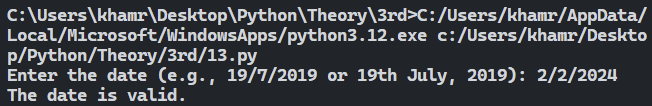 C:\Users\khamr\Desktop\Python\Theory\3rd>C:/Users/khamr/AppData/
Local/Microsoft/WindowsApps/python3.12.exe c:/Users/khamr/Deskto
p/Python/Theory/3rd/13.py
Enter the date (e.g., 19/7/2019 or 19th July, 2019): 2/2/2024
The date is valid.